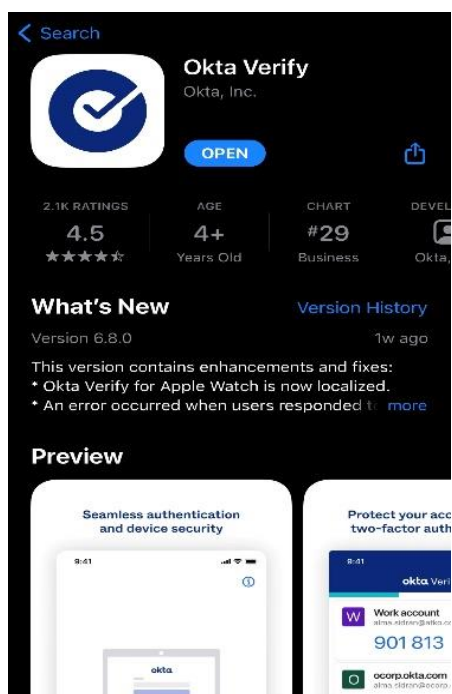 Search
Okta Verify
Okta, Inc.
OPEN
2.1K RATINGS
4.5
4+
Years Old
AGE
CHART
#29
Business
DEVEL
Okta,
What's New
Version History
Version 6.8.0
1w ago
This version contains enhancements and fixes:
* Okta Verify for Apple Watch is now localized.
* An error occurred when users responded t more
Preview
Seamless authentication
and device security
9:41
okta
Protect your acc
two-factor auth
9:41
okta Veri
W
Work account
901 813
O
ocorp.okta.com